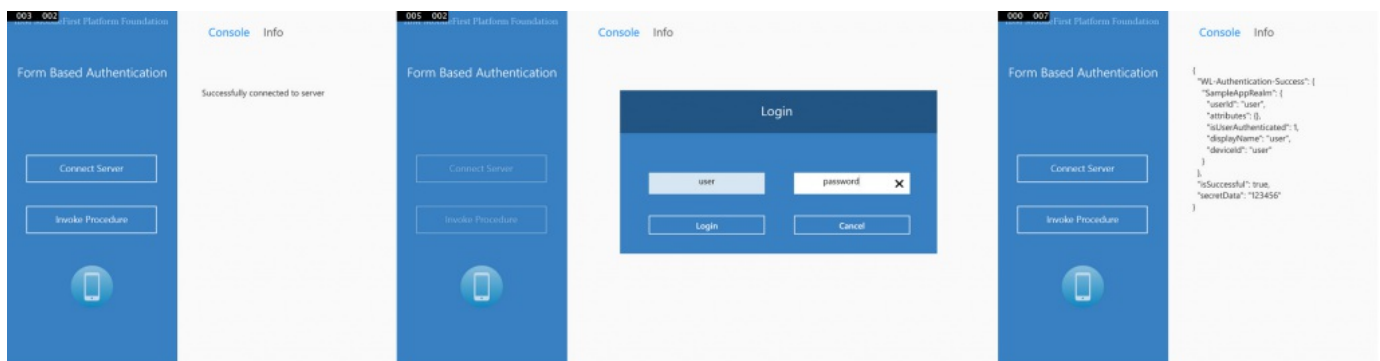 003 002
First Platform Foundation
Console Info
Form Based Authentication
Successfully connected to server
Connect Server
Invoke Procedure
005 002
First Platform Foundation
Console Info
Form Based Authentication
Login
Connect Server
user
password
Invoke Procedure
Login
Cancel
000 007
First Platform Foundation
Console Info
Form Based Authentication
{
"WL-Authentication-Success": {
"SampleAppRealm": {
"userId": "user",
"attributes": {},
"isUserAuthenticated": 1,
"displayName": "user",
"deviceId": "user"
}
},
"isSuccessful": true,
"secretData": "123456"
}
Connect Server
Invoke Procedure